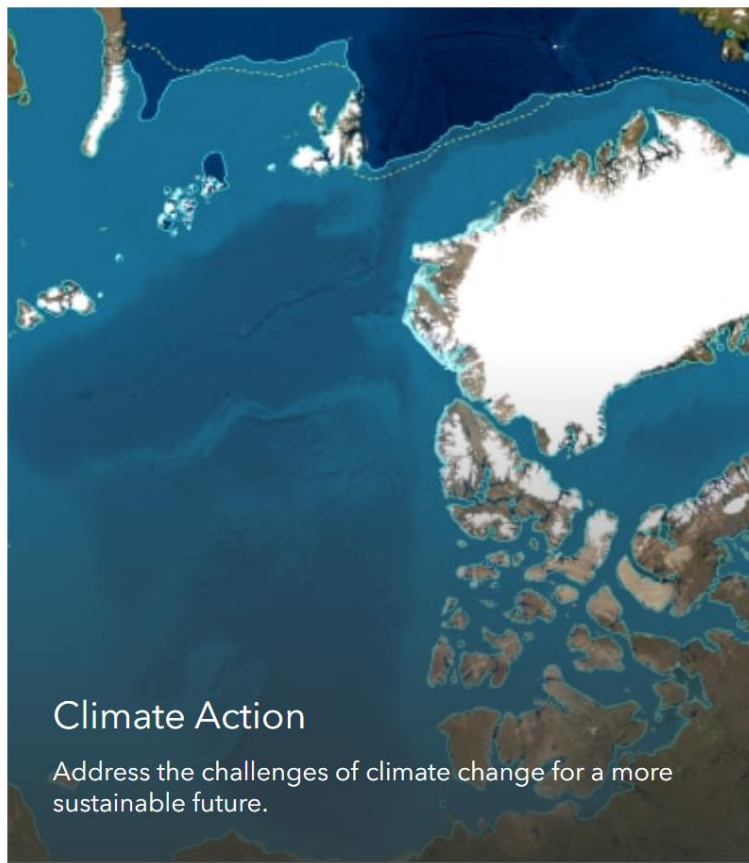 Climate Action
Address the challenges of climate change for a more
sustainable future.